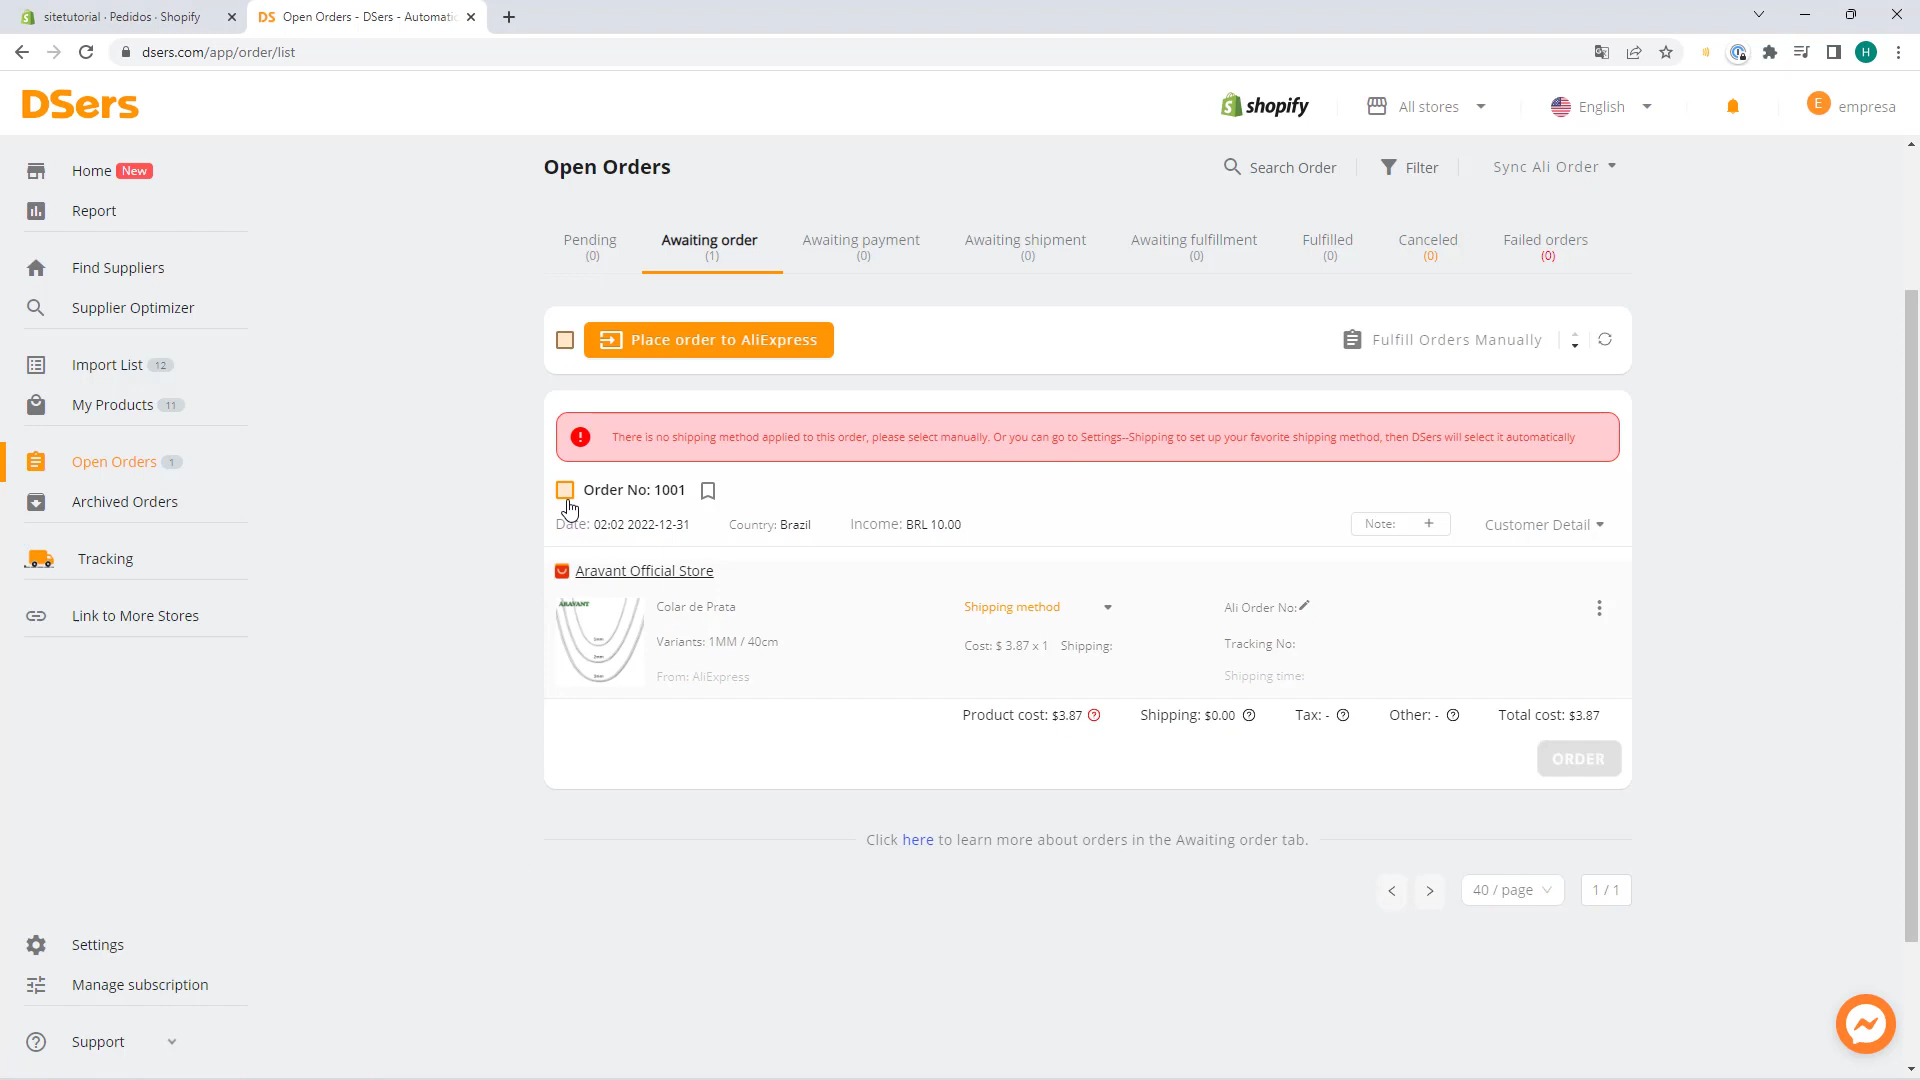 sitetutorial · Pedidos · Shopify
DS Open Orders - DSers - Automatic
dsers.com/app/order/list
H
DSers
shopify
All stores
English
E
empresa
Home New
Report
Find Suppliers
Supplier Optimizer
Import List 12
My Products 11
Open Orders 1
Archived Orders
Tracking
Link to More Stores
Settings
Manage subscription
Support
Open Orders
Search Order
Filter
Sync Ali Order
Pending
(0)
Awaiting order
(1)
Awaiting payment
(0)
Awaiting shipment
(0)
Awaiting fulfillment
(0)
Fulfilled
(0)
Canceled
(0)
Failed orders
(0)
Place order to AliExpress
Fulfill Orders Manually
There is no shipping method applied to this order, please select manually. Or you can go to Settings--Shipping to set up your favorite shipping method, then DSers will select it automatically
Order No: 1001
Date: 02:02 2022-12-31
Country: Brazil
Income: BRL 10.00
Note: +
Customer Detail
Aravant Official Store
ARAVANT
Colar de Prata
Variants: 1MM / 40cm
From: AliExpress
Shipping method
Cost: $ 3.87 x 1 Shipping:
Ali Order No:
Tracking No:
Shipping time:
Product cost: $3.87
Shipping: $0.00
Tax: -
Other: -
Total cost: $3.87
ORDER
Click here to learn more about orders in the Awaiting order tab.
< > 40 / page 1 / 1